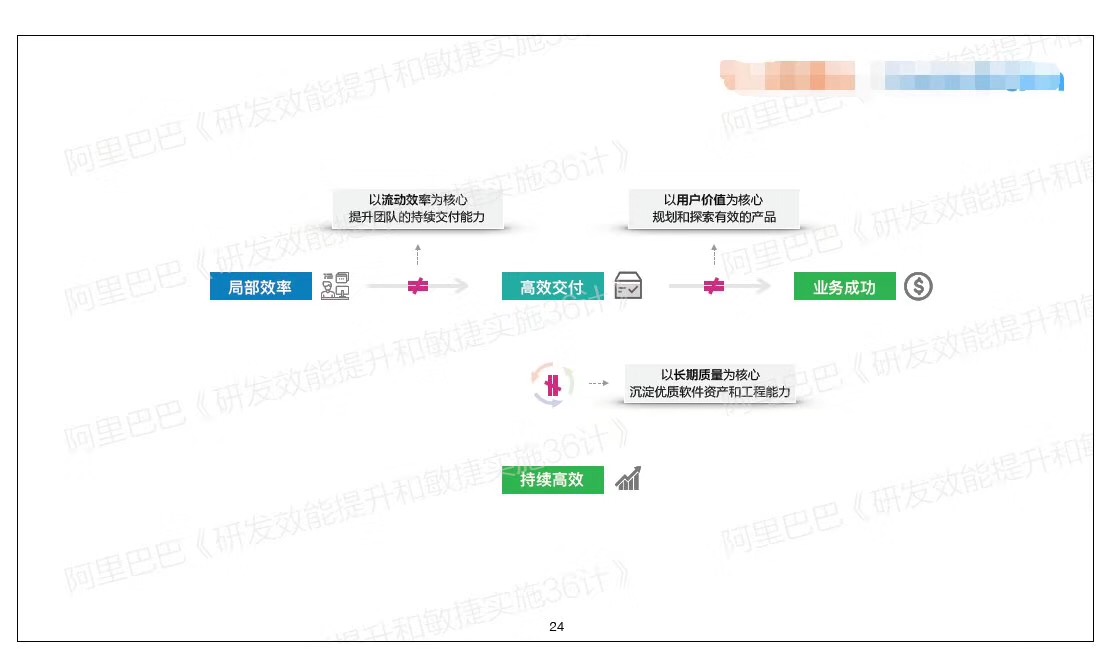 阿里巴巴《研发效能提升和敏捷实施36计》
以流动效率为核心
提升团队的持续交付能力
以用户价值为核心
规划和探索有效的产品
局部效率
≠
高效交付
≠
业务成功
以长期质量为核心
沉淀优质软件资产和工程能力
持续高效
24